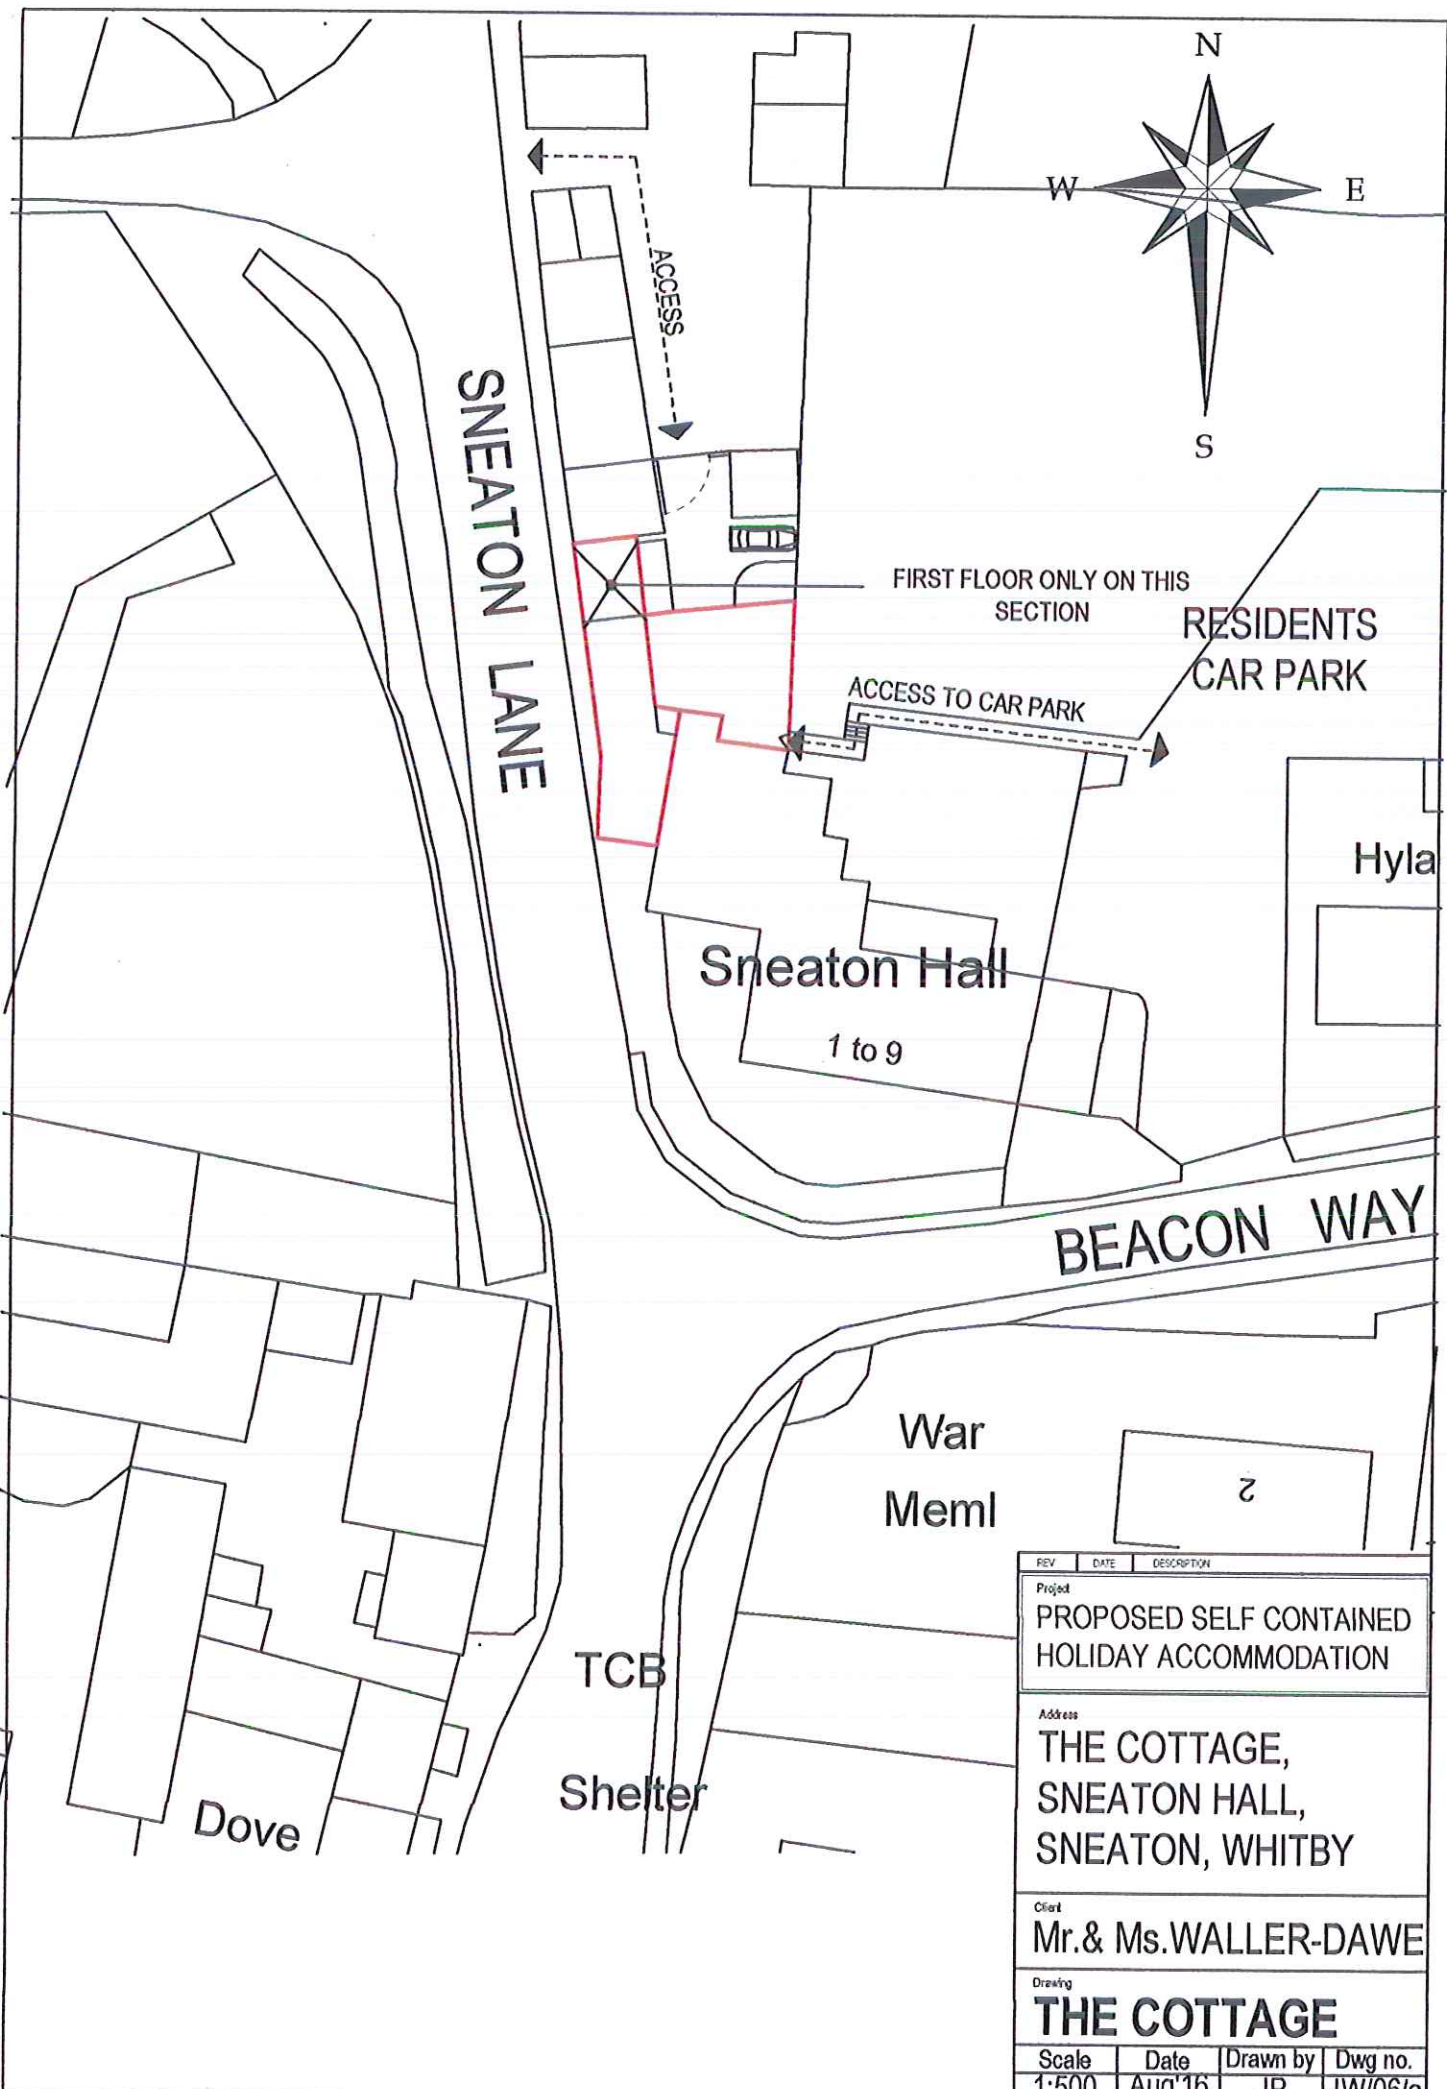 N
W
E
S
ACCESS
SNEATON LANE
FIRST FLOOR ONLY ON THIS
SECTION
RESIDENTS
CAR PARK
ACCESS TO CAR PARK
Hyla
Sneaton Hall
1 to 9
BEACON WAY
War
Meml
2
TCB
Shelter
Dove
REV DATE DESCRIPTION
Project
PROPOSED SELF CONTAINED
HOLIDAY ACCOMMODATION
Address
THE COTTAGE,
SNEATON HALL,
SNEATON, WHITBY
Client
Mr.& Ms.WALLER-DAWE
Drawing
THE COTTAGE
Scale Date Drawn by Dwg no.
1:500 Aug'16